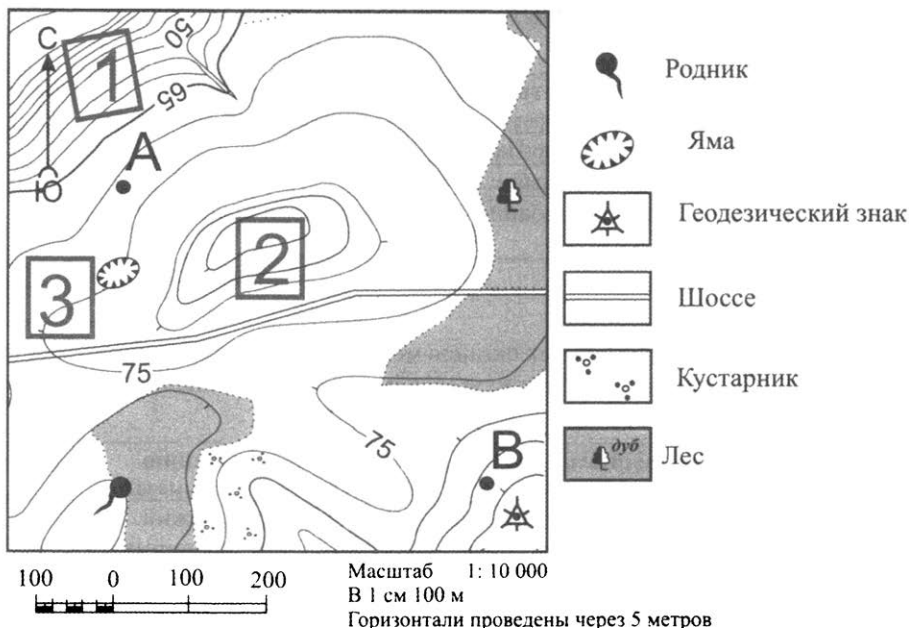 С
1
50
65
А
Ю
2
3
75
75
В
Родник
Яма
Геодезический знак
Шоссе
Кустарник
дуб
Лес
100 0 100 200
Масштаб 1: 10 000
В 1 см 100 м
Горизонтали проведены через 5 метров